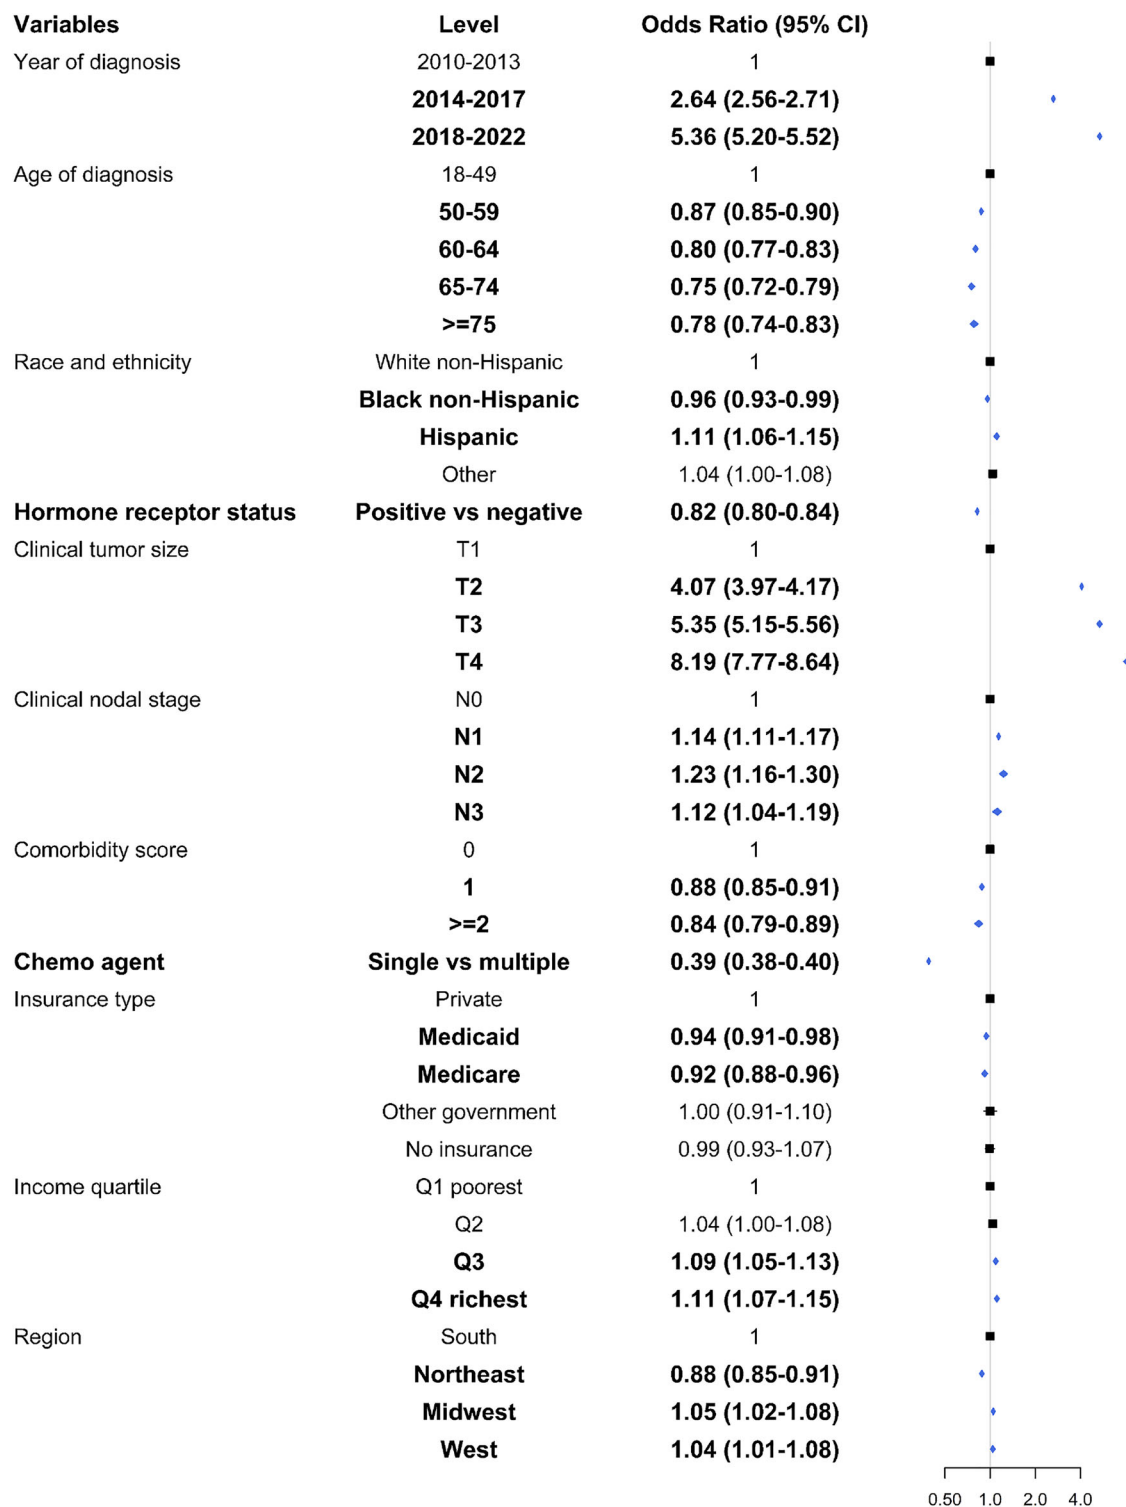 Variables Level Odds Ratio (95% CI)
Year of diagnosis 2010-2013 1
2014-2017 2.64 (2.56-2.71)
2018-2022 5.36 (5.20-5.52)
Age of diagnosis 18-49 1
50-59 0.87 (0.85-0.90)
60-64 0.80 (0.77-0.83)
65-74 0.75 (0.72-0.79)
>=75 0.78 (0.74-0.83)
Race and ethnicity White non-Hispanic 1
Black non-Hispanic 0.96 (0.93-0.99)
Hispanic 1.11 (1.06-1.15)
Other 1.04 (1.00-1.08)
Hormone receptor status Positive vs negative 0.82 (0.80-0.84)
Clinical tumor size T1 1
T2 4.07 (3.97-4.17)
T3 5.35 (5.15-5.56)
T4 8.19 (7.77-8.64)
Clinical nodal stage N0 1
N1 1.14 (1.11-1.17)
N2 1.23 (1.16-1.30)
N3 1.12 (1.04-1.19)
Comorbidity score 0 1
1 0.88 (0.85-0.91)
>=2 0.84 (0.79-0.89)
Chemo agent Single vs multiple 0.39 (0.38-0.40)
Insurance type Private 1
Medicaid 0.94 (0.91-0.98)
Medicare 0.92 (0.88-0.96)
Other government 1.00 (0.91-1.10)
No insurance 0.99 (0.93-1.07)
Income quartile Q1 poorest 1
Q2 1.04 (1.00-1.08)
Q3 1.09 (1.05-1.13)
Q4 richest 1.11 (1.07-1.15)
Region South 1
Northeast 0.88 (0.85-0.91)
Midwest 1.05 (1.02-1.08)
West 1.04 (1.01-1.08)
0.50 1.0 2.0 4.0